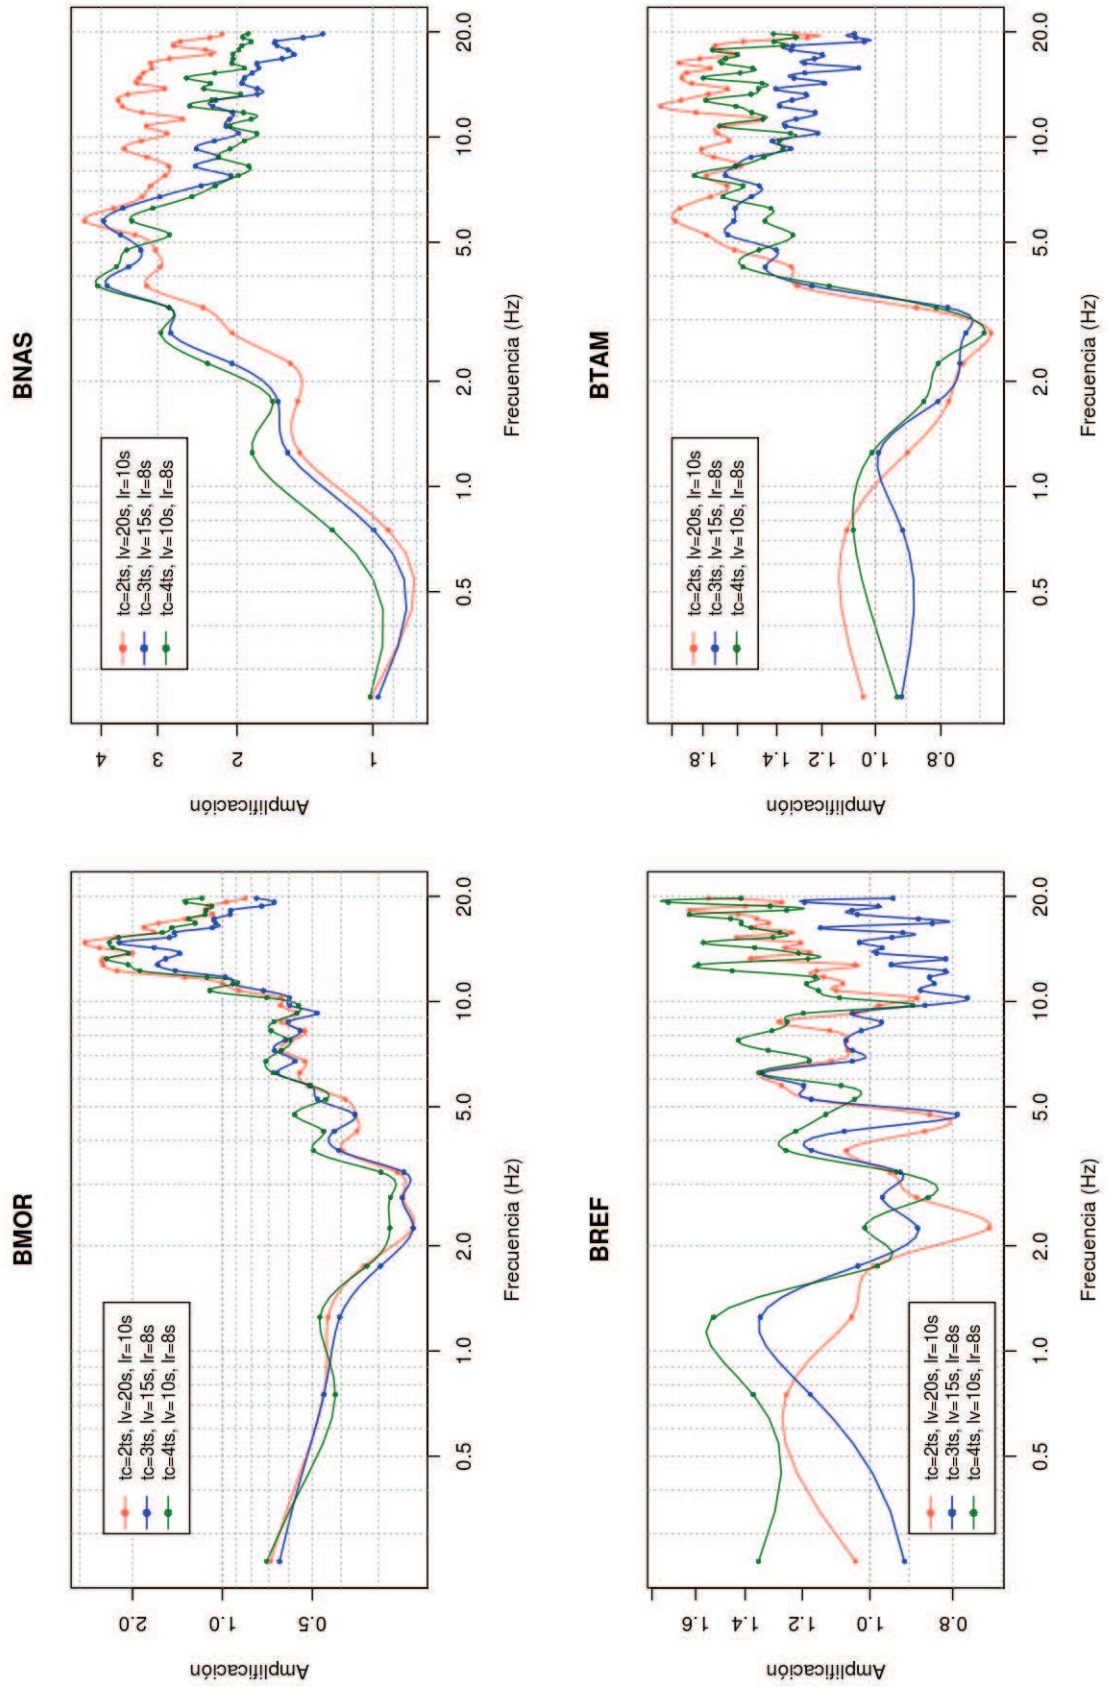 BMOR
Amplificación
2.0
1.0
0.5
tc=2ts, lv=20s, lr=10s
tc=3ts, lv=15s, lr=8s
tc=4ts, lv=10s, lr=8s
0.5 1.0 2.0 5.0 10.0 20.0
Frecuencia (Hz)
BNAS
Amplificación
4
3
2
1
tc=2ts, lv=20s, lr=10s
tc=3ts, lv=15s, lr=8s
tc=4ts, lv=10s, lr=8s
0.5 1.0 2.0 5.0 10.0 20.0
Frecuencia (Hz)
BREF
Amplificación
1.6
1.4
1.2
1.0
0.8
tc=2ts, lv=20s, lr=10s
tc=3ts, lv=15s, lr=8s
tc=4ts, lv=10s, lr=8s
0.5 1.0 2.0 5.0 10.0 20.0
Frecuencia (Hz)
BTAM
Amplificación
1.8
1.4
1.2
1.0
0.8
tc=2ts, lv=20s, lr=10s
tc=3ts, lv=15s, lr=8s
tc=4ts, lv=10s, lr=8s
0.5 1.0 2.0 5.0 10.0 20.0
Frecuencia (Hz)